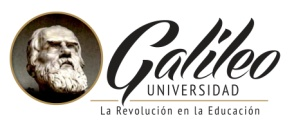 Galileo
UNIVERSIDAD
La Revolución en la Educación